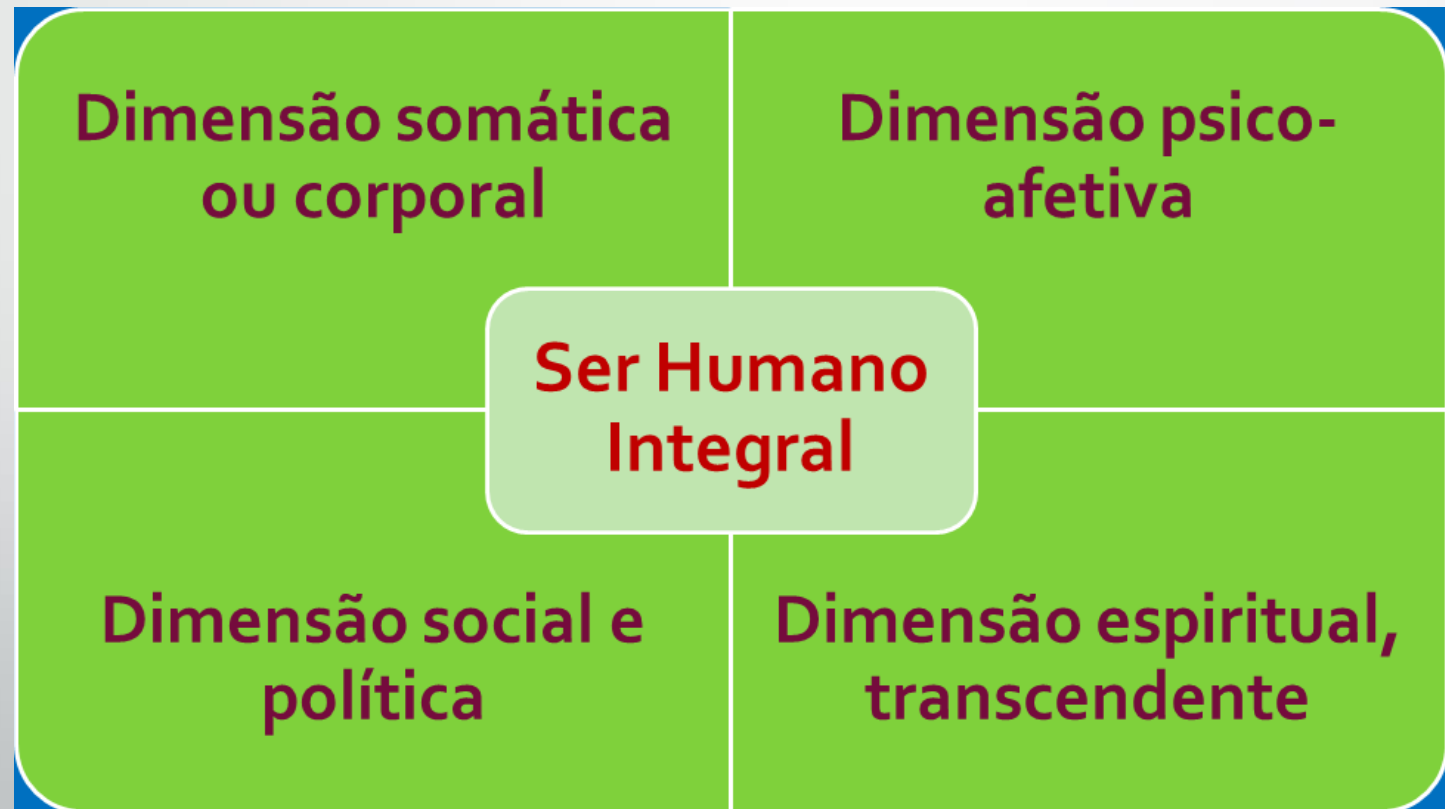 Dimensão somática
ou corporal
Dimensão psico-
afetiva
Ser Humano
Integral
Dimensão social e
política
Dimensão espiritual,
transcendente